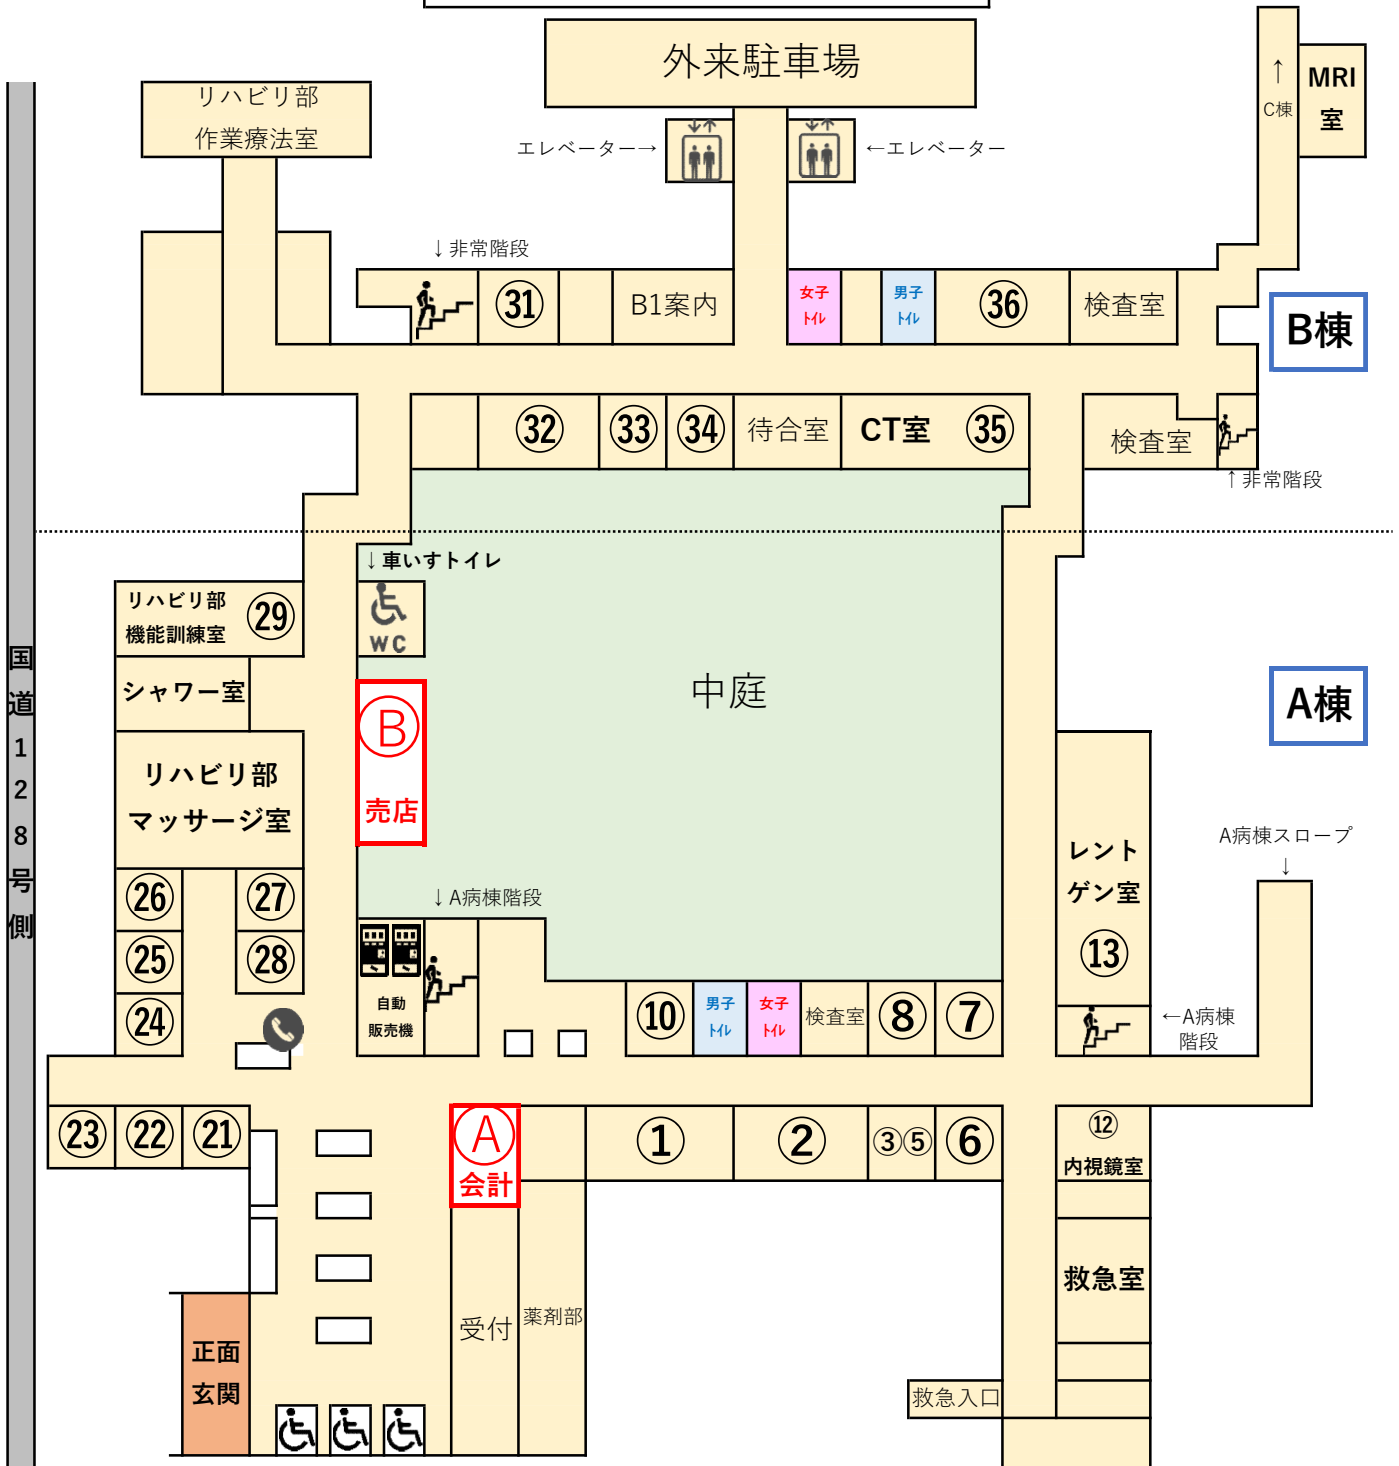 外来駐車場
MRI
室
↑
C棟
リハビリ部
作業療法室
エレベーター→
←エレベーター
↓非常階段
㉛
B1案内
女子
トイレ
男子
トイレ
㊱
検査室
B棟
㉜
㉝
㉞
待合室
CT室 ㉟
検査室
↑非常階段
↓車いすトイレ
WC
リハビリ部
機能訓練室
㉙
シャワー室
Ⓑ
売店
中庭
A棟
国道128号側
リハビリ部
マッサージ室
レント
ゲン室
⑬
A病棟スロープ
↓
㉖
㉗
↓A病棟階段
㉕
㉘
㉔
自動
販売機
⑩
男子
トイレ
女子
トイレ
検査室
⑧
⑦
←A病棟
階段
㉓
㉒
㉑
Ⓐ
会計
①
②
③⑤
⑥
⑫
内視鏡室
救急室
正面
玄関
受付
薬剤部
救急入口